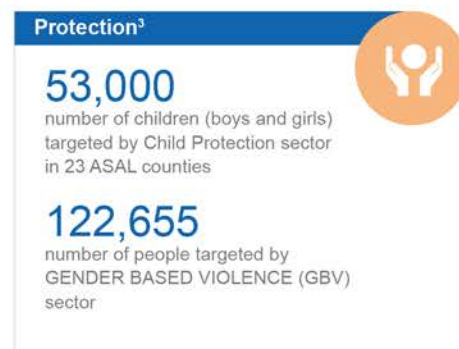 Protection³
53,000
number of children (boys and girls)
targeted by Child Protection sector
in 23 ASAL counties
122,655
number of people targeted by
GENDER BASED VIOLENCE (GBV)
sector